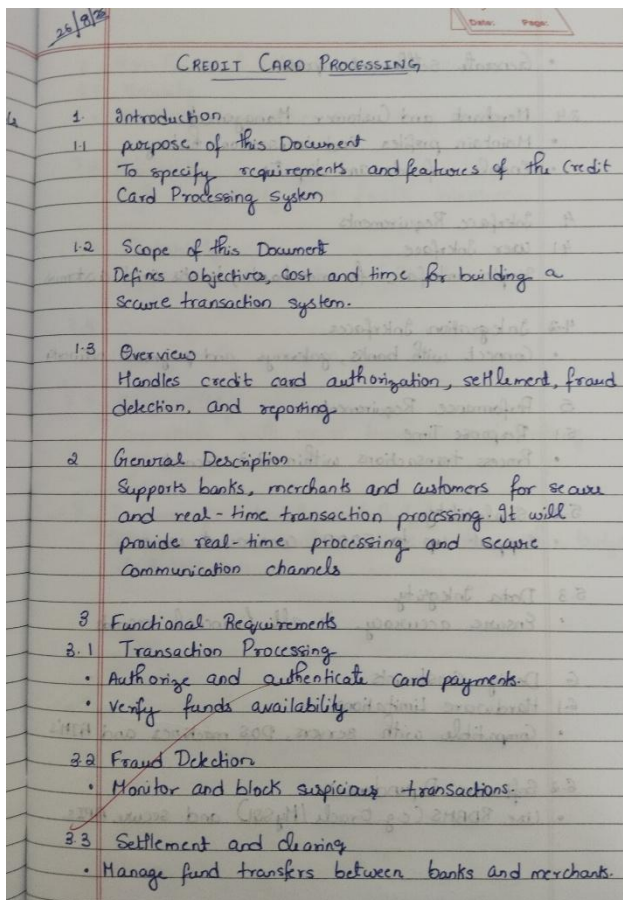 26/8/25
Date: Page:
CREDIT CARD PROCESSING
1. Introduction
1.1 purpose of this Document
To specify requirements and features of the Credit
Card Processing system
1.2 Scope of this Document
Defines Objectives, cost and time for building a
secure transaction system.
1.3 Overview
Handles credit card authorization, settlement, fraud
detection, and reporting
2 General Description
Supports banks, merchants and customers for secure
and real-time transaction processing. It will
provide real-time processing and secure
communication channels
3 Functional Requirements
3.1 Transaction Processing
• Authorize and authenticate card payments.
• Verify funds availability
3.2 Fraud Detection
• Monitor and block suspicious transactions.
3.3 Settlement and clearing
• Manage fund transfers between banks and merchants.